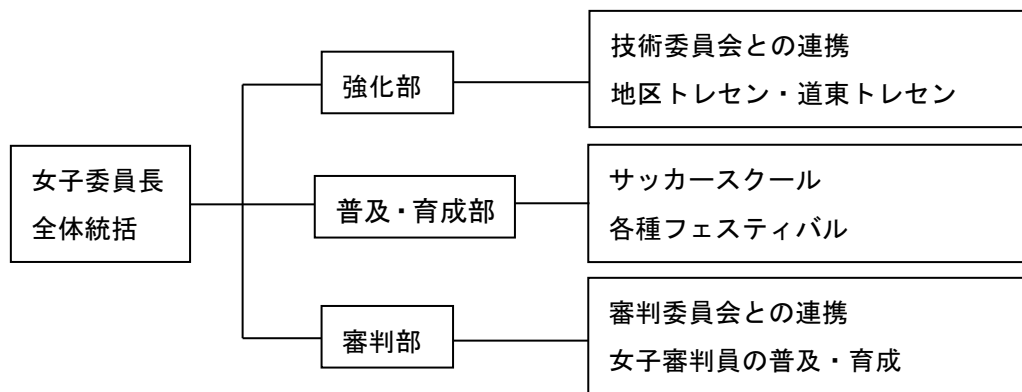 女子委員長
全体統括
強化部
技術委員会との連携
地区トレセン・道東トレセン
普及・育成部
サッカースクール
各種フェスティバル
審判部
審判委員会との連携
女子審判員の普及・育成